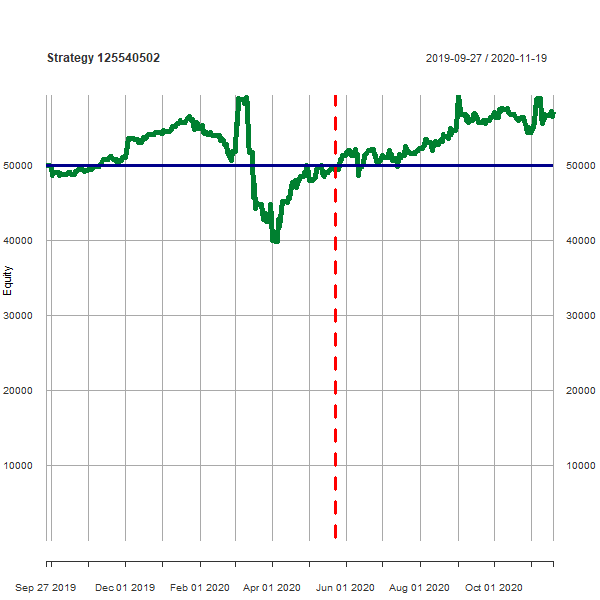 Strategy 125540502
2019-09-27 / 2020-11-19
50000
50000
40000
40000
Equity
30000
30000
20000
20000
10000
10000
Sep 27 2019
Dec 01 2019
Feb 01 2020
Apr 01 2020
Jun 01 2020
Aug 01 2020
Oct 01 2020